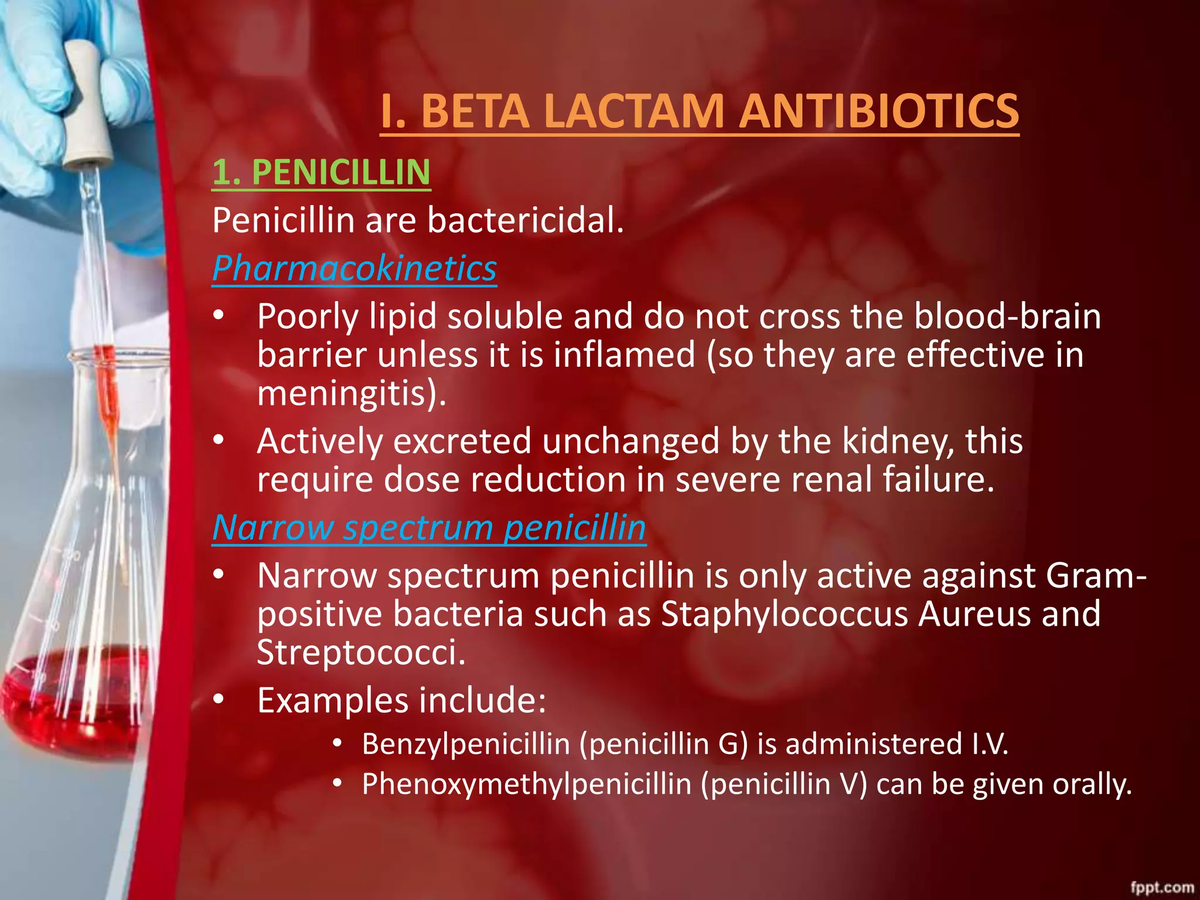 I. BETA LACTAM ANTIBIOTICS
1. PENICILLIN
Penicillin are bactericidal.
Pharmacokinetics
• Poorly lipid soluble and do not cross the blood-brain
barrier unless it is inflamed (so they are effective in
meningitis).
• Actively excreted unchanged by the kidney, this
require dose reduction in severe renal failure.
Narrow spectrum penicillin
• Narrow spectrum penicillin is only active against Gram-
positive bacteria such as Staphylococcus Aureus and
Streptococci.
• Examples include:
• Benzylpenicillin (penicillin G) is administered I.V.
• Phenoxymethylpenicillin (penicillin V) can be given orally.
fppt.com